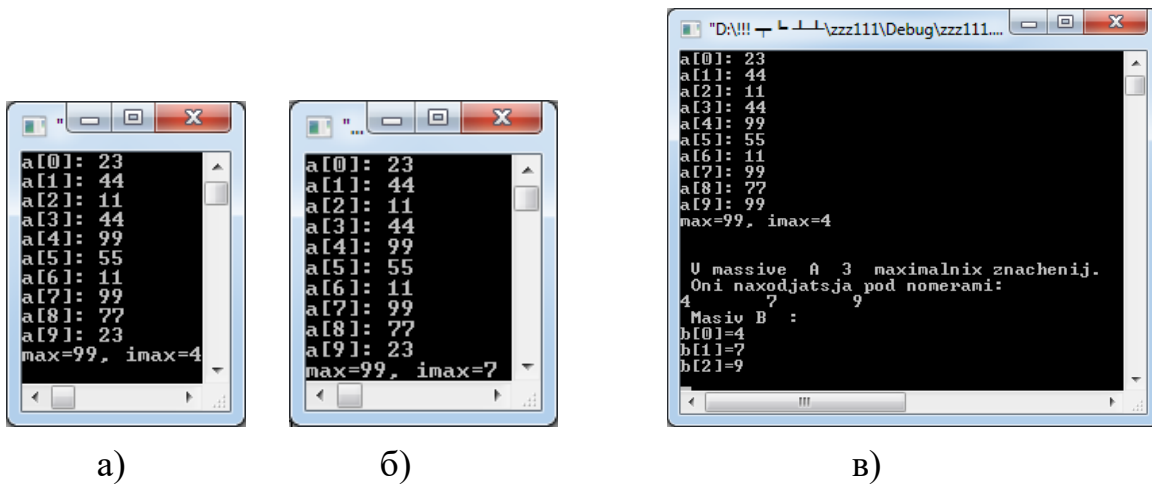 "
a[0]: 23
a[1]: 44
a[2]: 11
a[3]: 44
a[4]: 99
a[5]: 55
a[6]: 11
a[7]: 99
a[8]: 77
a[9]: 23
max=99, imax=4
а)
"...
a[0]: 23
a[1]: 44
a[2]: 11
a[3]: 44
a[4]: 99
a[5]: 55
a[6]: 11
a[7]: 99
a[8]: 77
a[9]: 23
max=99, imax=7
б)
"D:\!!! ┬ ╘ ┴┴\zzz111\Debug\zzz111....
a[0]: 23
a[1]: 44
a[2]: 11
a[3]: 44
a[4]: 99
a[5]: 55
a[6]: 11
a[7]: 99
a[8]: 77
a[9]: 99
max=99, imax=4
V massive A 3 maximalnix znachenij.
Oni naxodjatsja pod nomerami:
4 7 9
Masiv B :
b[0]=4
b[1]=7
b[2]=9
в)